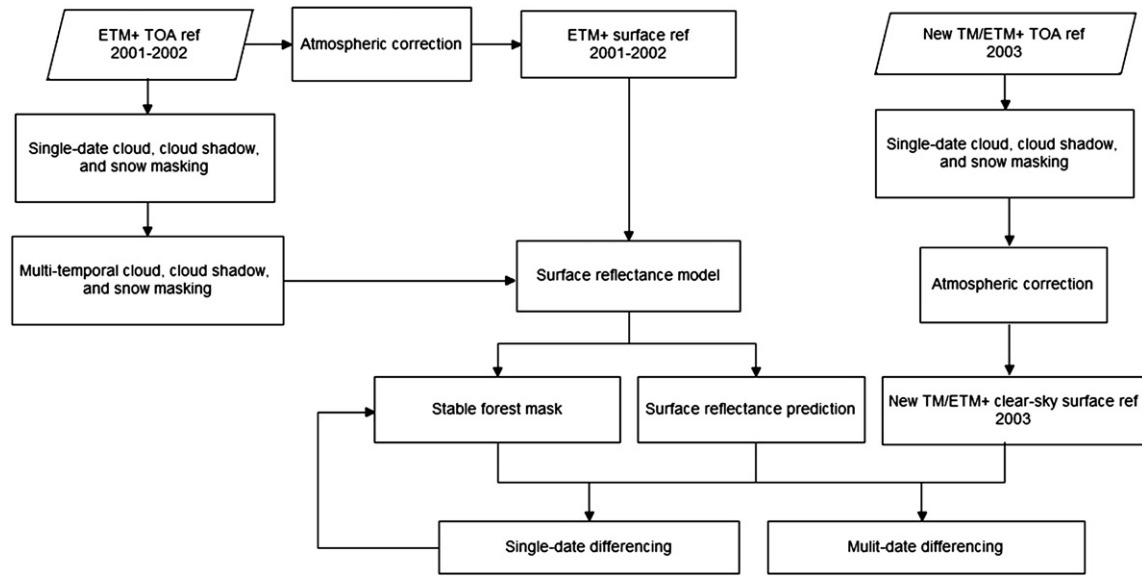 ETM+ TOA ref
2001-2002
Atmospheric correction
ETM+ surface ref
2001-2002
New TM/ETM+ TOA ref
2003
Single-date cloud, cloud shadow,
and snow masking
Single-date cloud, cloud shadow,
and snow masking
Multi-temporal cloud, cloud shadow,
and snow masking
Surface reflectance model
Atmospheric correction
Stable forest mask
Surface reflectance prediction
New TM/ETM+ clear-sky surface ref
2003
Single-date differencing
Mulit-date differencing